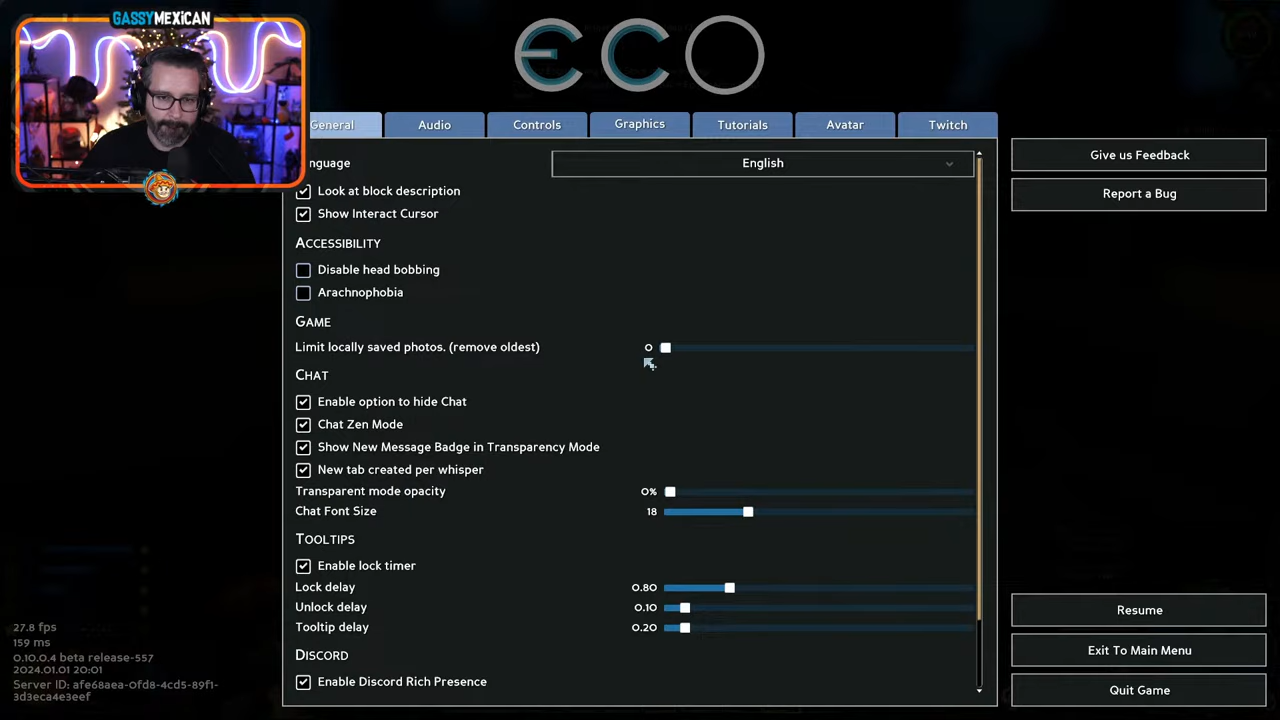 GASSYMEXICAN
ECO
General
Audio
Controls
Graphics
Tutorials
Avatar
Twitch
nguage
English
Look at block description
Show Interact Cursor
ACCESSIBILITY
Disable head bobbing
Arachnophobia
GAME
Limit locally saved photos. (remove oldest)
0
CHAT
Enable option to hide Chat
Chat Zen Mode
Show New Message Badge in Transparency Mode
New tab created per whisper
Transparent mode opacity
0%
Chat Font Size
18
TOOLTIPS
Enable lock timer
Lock delay
0.80
Unlock delay
0.10
Tooltip delay
0.20
DISCORD
Enable Discord Rich Presence
Give us Feedback
Report a Bug
Resume
Exit To Main Menu
Quit Game
27.8 fps
159 ms
0.10.0.4 beta release-557
2024.01.01 20:01
Server ID: afe68aea-0fd8-4cd5-89f1-
3d3eca4e3eef